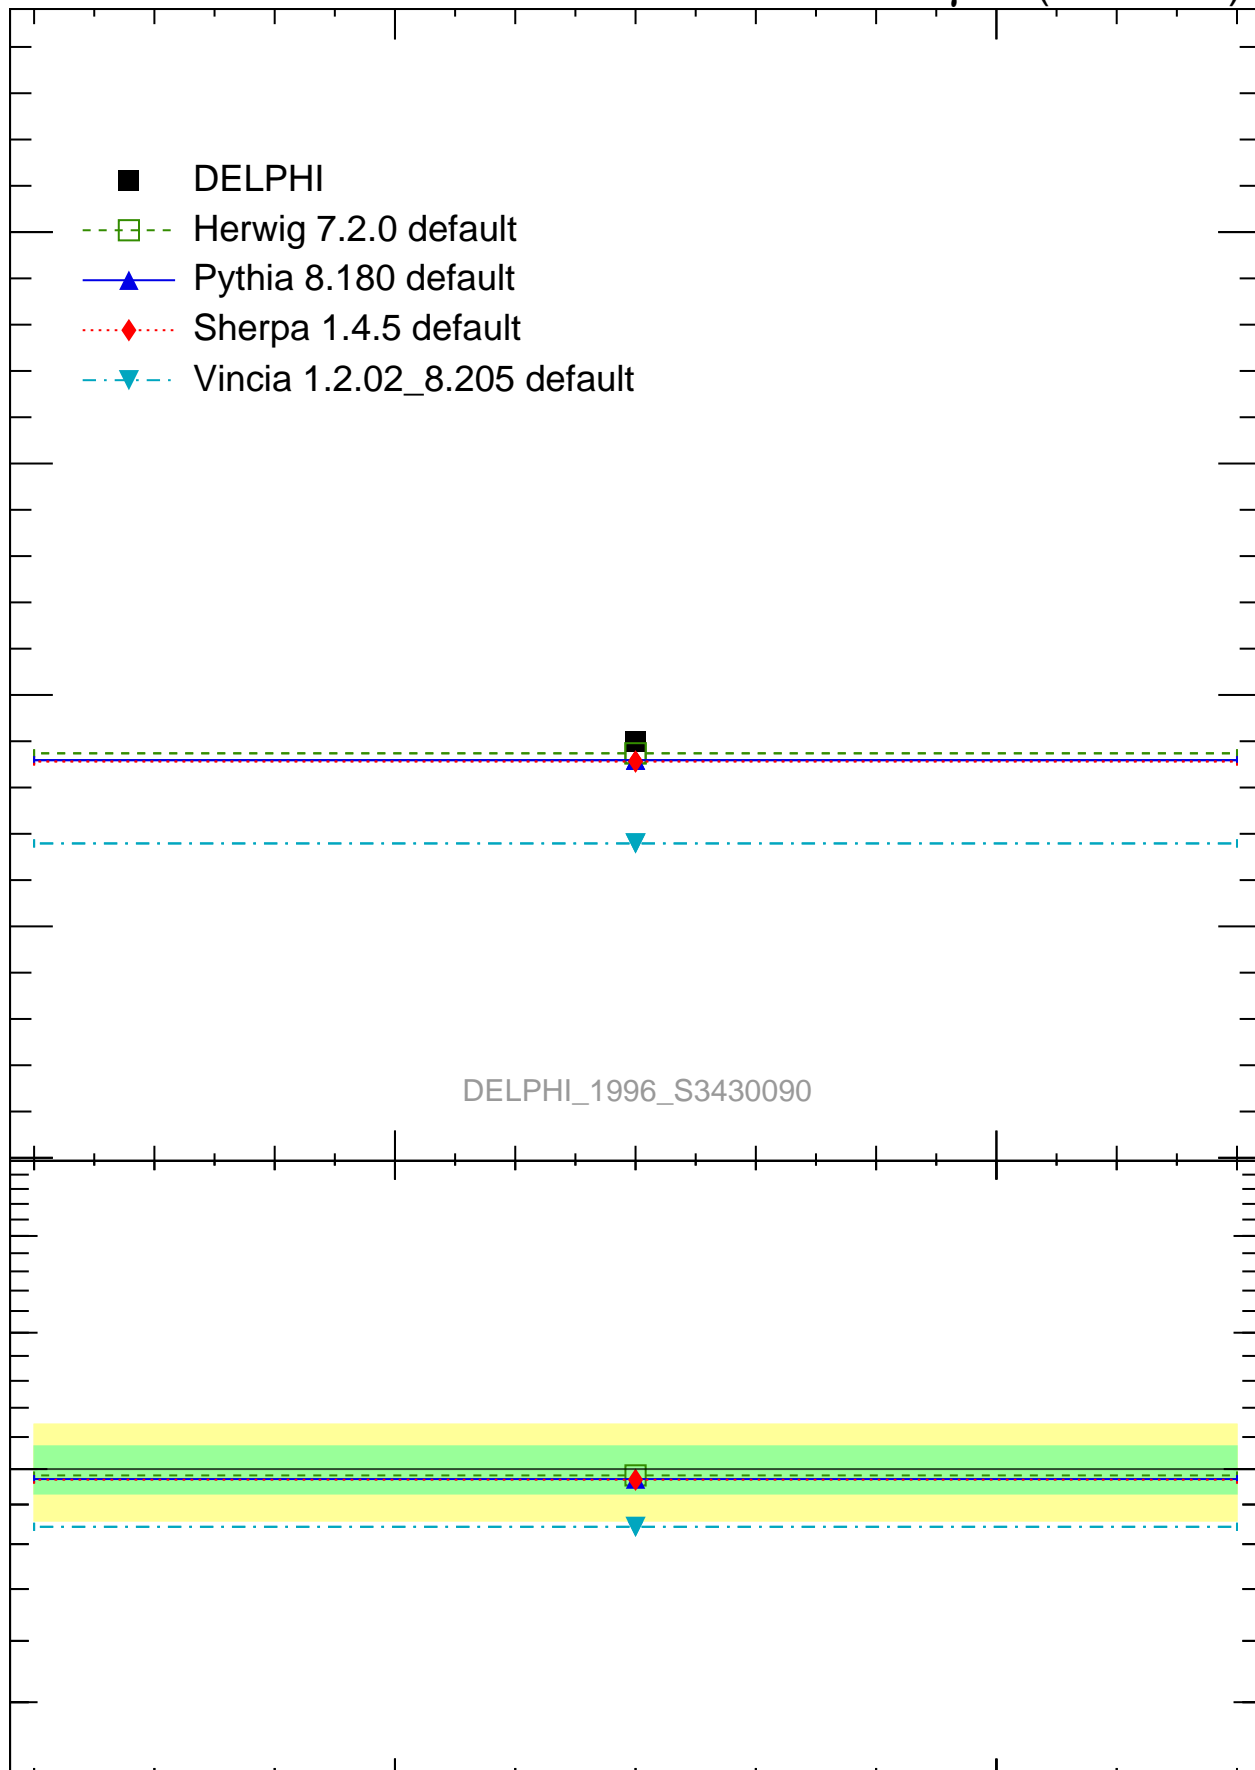 DELPHI
Herwig 7.2.0 default
Pythia 8.180 default
Sherpa 1.4.5 default
Vincia 1.2.02_8.205 default
DELPHI_1996_S3430090